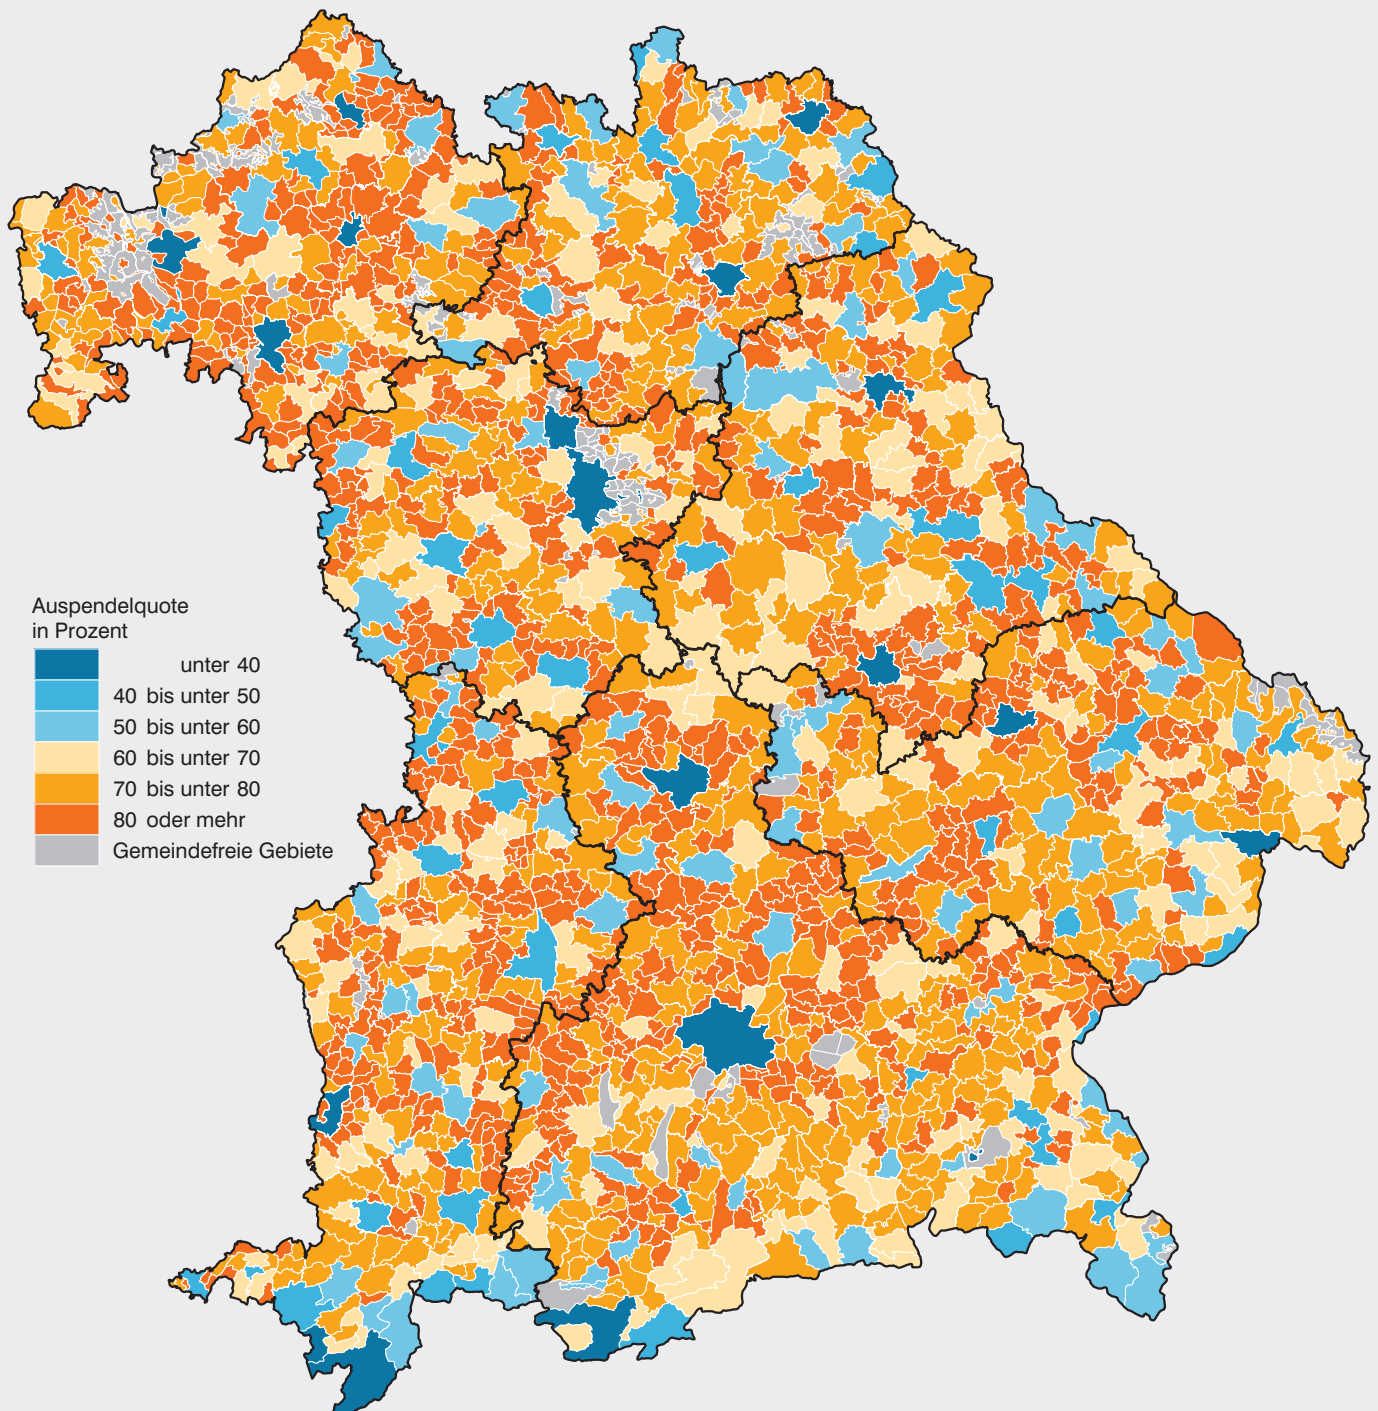 Auspendelquote
in Prozent
unter 40
40 bis unter 50
50 bis unter 60
60 bis unter 70
70 bis unter 80
80 oder mehr
Gemeindefreie Gebiete